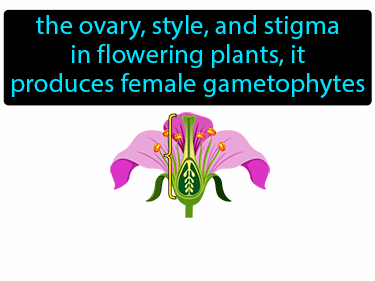 the ovary, style, and stigma
in flowering plants, it
produces female gametophytes